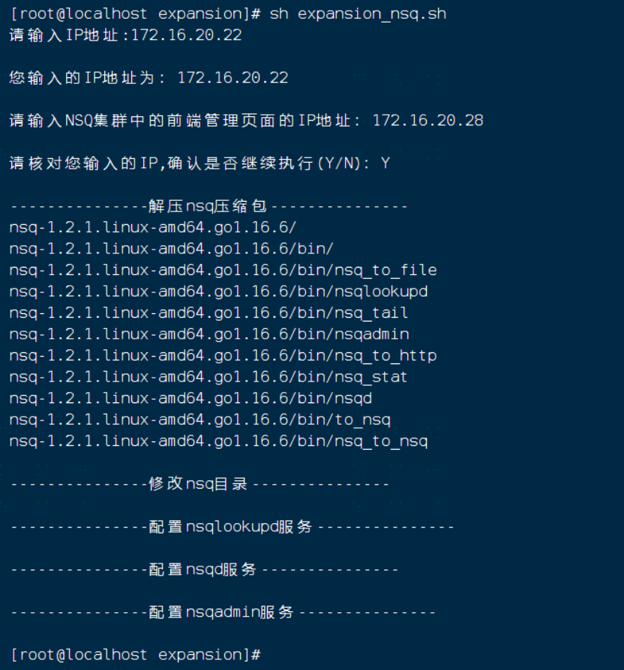 [root@localhost expansion]# sh expansion_nsq.sh
请输入IP地址:172.16.20.22
您输入的IP地址为: 172.16.20.22
请输入NSQ集群中的前端管理页面的IP地址: 172.16.20.28
请核对您输入的IP,确认是否继续执行(Y/N): Y
---------------解压nsq压缩包---------------
nsq-1.2.1.linux-amd64.go1.16.6/
nsq-1.2.1.linux-amd64.go1.16.6/bin/
nsq-1.2.1.linux-amd64.go1.16.6/bin/nsq_to_file
nsq-1.2.1.linux-amd64.go1.16.6/bin/nsqlookupd
nsq-1.2.1.linux-amd64.go1.16.6/bin/nsq_tail
nsq-1.2.1.linux-amd64.go1.16.6/bin/nsqadmin
nsq-1.2.1.linux-amd64.go1.16.6/bin/nsq_to_http
nsq-1.2.1.linux-amd64.go1.16.6/bin/nsq_stat
nsq-1.2.1.linux-amd64.go1.16.6/bin/nsqd
nsq-1.2.1.linux-amd64.go1.16.6/bin/to_nsq
nsq-1.2.1.linux-amd64.go1.16.6/bin/nsq_to_nsq
---------------修改nsq目录---------------
---------------配置nsqlookupd服务---------------
---------------配置nsqd服务---------------
---------------配置nsqadmin服务---------------
[root@localhost expansion]#